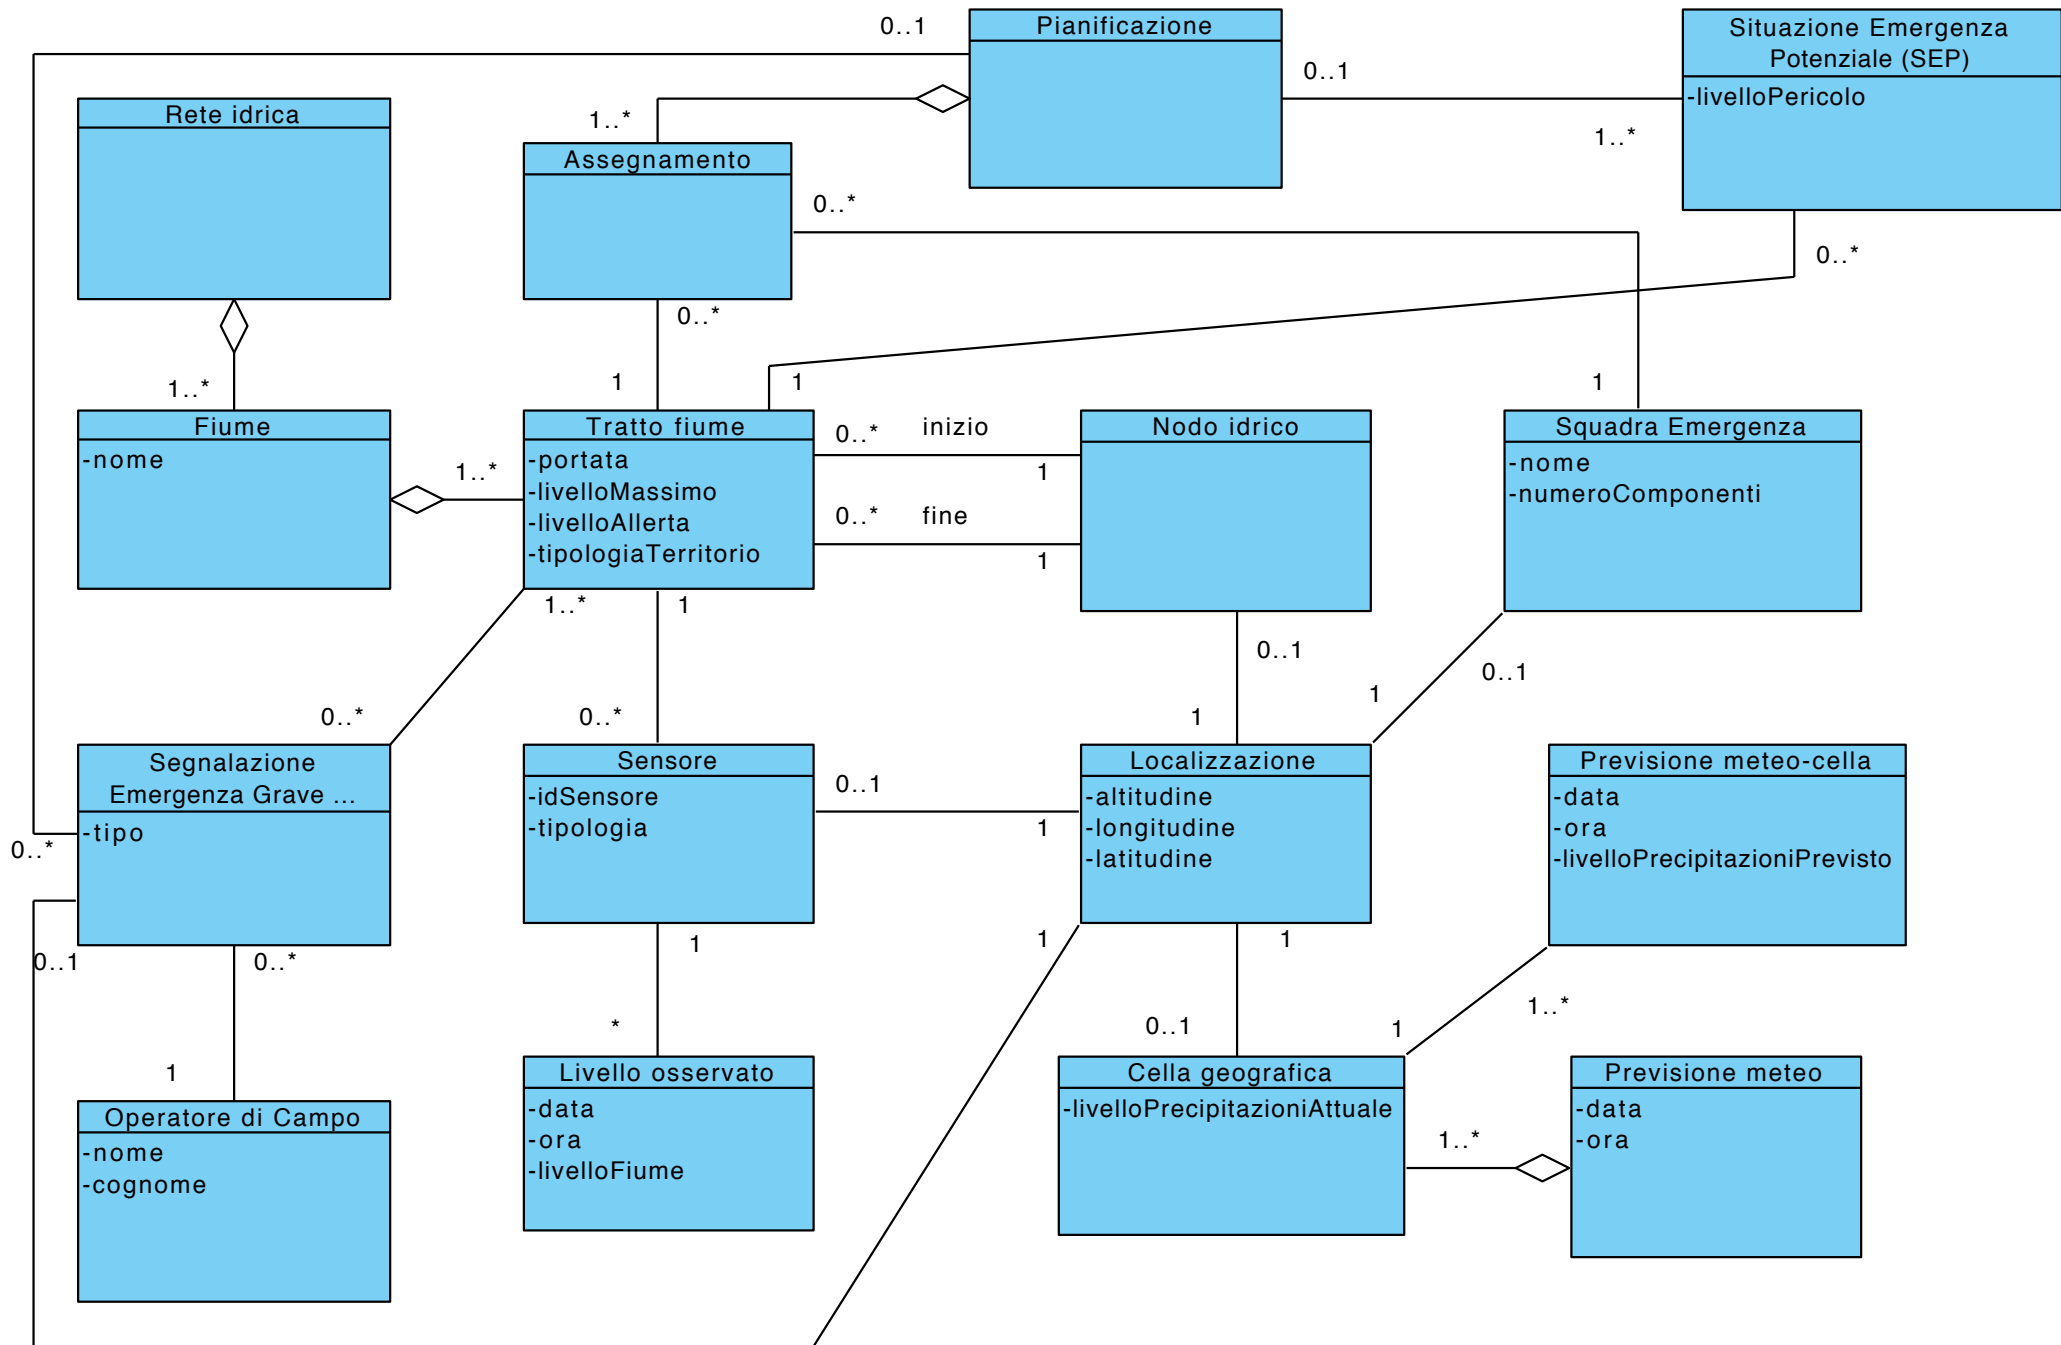 0..1
Pianificazione
Situazione Emergenza
Potenziale (SEP)
-livelloPericolo
0..1
1..*
Rete idrica
1..*
Assegnamento
0..*
0..*
0..*
1..*
1
1
1
Fiume
-nome
1..*
Tratto fiume
-portata
-livelloMassimo
-livelloAllerta
-tipologiaTerritorio
0..*
inizio
1
0..*
fine
1
Nodo idrico
Squadra Emergenza
-nome
-numeroComponenti
1..*
1
0..1
0..1
1
0..*
0..*
1
Segnalazione
Emergenza Grave ...
-tipo
0..*
Sensore
-idSensore
-tipologia
0..1
1
Localizzazione
-altitudine
-longitudine
-latitudine
Previsione meteo-cella
-data
-ora
-livelloPrecipitazioniPrevisto
0..1
0..*
1
1
1
1..*
1
*
0..1
1
Operatore di Campo
-nome
-cognome
Livello osservato
-data
-ora
-livelloFiume
Cella geografica
-livelloPrecipitazioniAttuale
1..*
Previsione meteo
-data
-ora